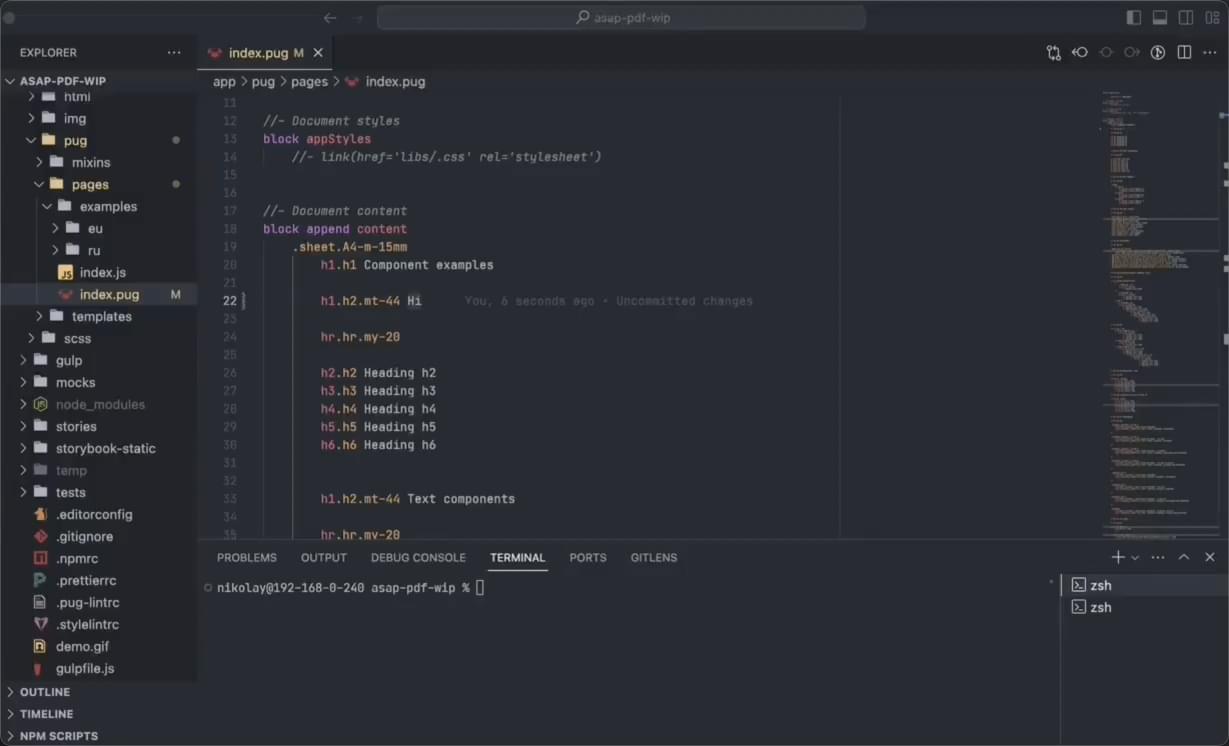 asap-pdf-wip
EXPLORER
ASAP-PDF-WIP
html
img
pug
mixins
pages
examples
eu
ru
index.js
index.pug M
templates
scss
gulp
mocks
node_modules
stories
storybook-static
temp
tests
.editorconfig
.gitignore
.npmrc
.prettierrc
.pug-lintrc
.stylelintrc
demo.gif
gulpfile.js
OUTLINE
TIMELINE
NPM SCRIPTS
index.pug M
app > pug > pages > index.pug
11
12 //- Document styles
13 block appStyles
14 //- link(href='libs/.css' rel='stylesheet')
15
16
17 //- Document content
18 block append content
19 .sheet.A4-m-15mm
20 h1.h1 Component examples
21
22 h1.h2.mt-44 Hi You, 6 seconds ago • Uncommitted changes
23
24 hr.hr.my-20
25
26 h2.h2 Heading h2
27 h3.h3 Heading h3
28 h4.h4 Heading h4
29 h5.h5 Heading h5
30 h6.h6 Heading h6
31
32
33 h1.h2.mt-44 Text components
34
35 hr.hr.my-20
PROBLEMS OUTPUT DEBUG CONSOLE TERMINAL PORTS GITLENS
nikolay@192-168-0-240 asap-pdf-wip %
zsh
zsh